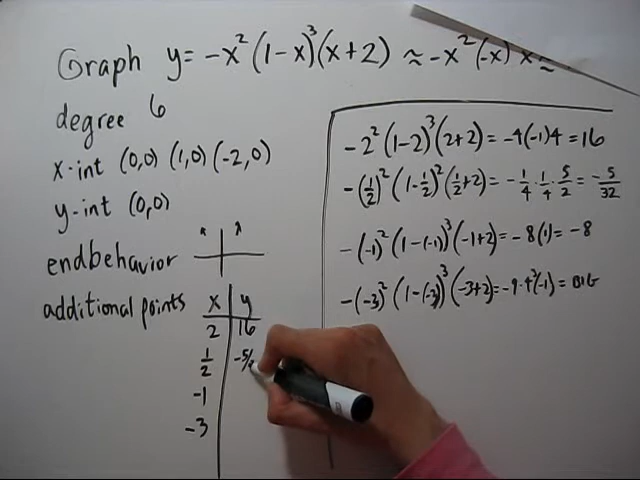 Graph y = -x²(1-x)³(x+2) ≈ -x²(-x) x =
degree 6
x-int (0,0) (1,0) (-2,0)
y-int (0,0)
endbehavior
additional points
x y
2 16
1/2 -5/
-1
-3
-2²(1-2)³(2+2) = -4(-1)4 = 16
-(1/2)²(1-1/2)²(1/2+2) = -1/4 · 1/4 · 5/2 = -5/32
-(-1)²(1-(-1))³(-1+2) = -8(1) = -8
-(-3)²(1-(-3))³(-3+2) = -9·4³(-1) = BIG